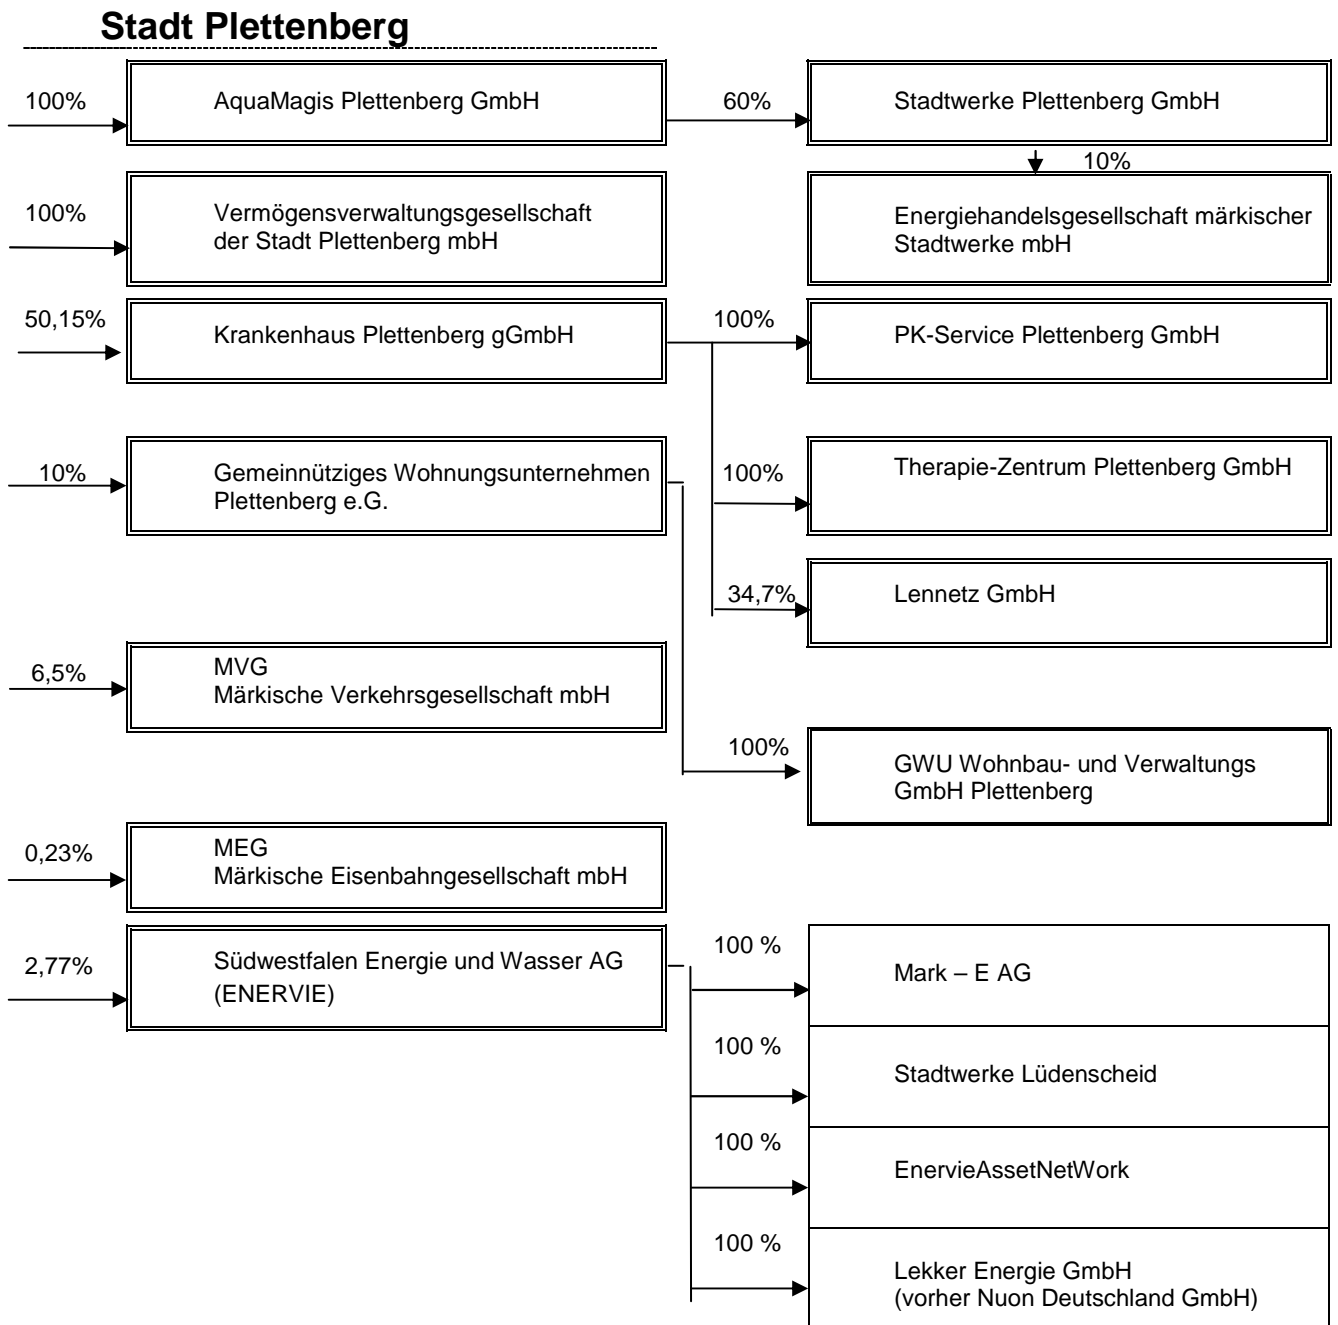 Stadt Plettenberg
100%
AquaMagis Plettenberg GmbH
60%
Stadtwerke Plettenberg GmbH
10%
100%
Vermögensverwaltungsgesellschaft
der Stadt Plettenberg mbH
Energiehandelsgesellschaft märkischer
Stadtwerke mbH
50,15%
Krankenhaus Plettenberg gGmbH
100%
PK-Service Plettenberg GmbH
10%
Gemeinnütziges Wohnungsunternehmen
Plettenberg e.G.
100%
Therapie-Zentrum Plettenberg GmbH
34,7%
Lennetz GmbH
6,5%
MVG
Märkische Verkehrsgesellschaft mbH
100%
GWU Wohnbau- und Verwaltungs
GmbH Plettenberg
0,23%
MEG
Märkische Eisenbahngesellschaft mbH
2,77%
Südwestfalen Energie und Wasser AG
(ENERVIE)
100 %
Mark – E AG
100 %
Stadtwerke Lüdenscheid
100 %
EnervieAssetNetWork
100 %
Lekker Energie GmbH
(vorher Nuon Deutschland GmbH)